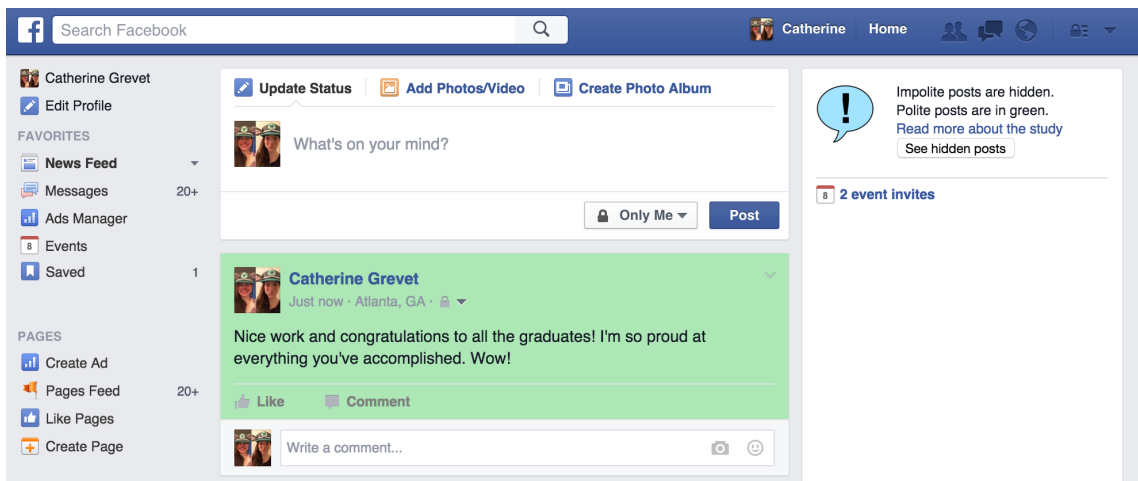 f Search Facebook Catherine Home
Catherine Grevet
Edit Profile
FAVORITES
News Feed
Messages 20+
Ads Manager
8 Events
Saved 1
PAGES
Create Ad
Pages Feed 20+
Like Pages
Create Page
Update Status Add Photos/Video Create Photo Album
What's on your mind?
Only Me Post
Catherine Grevet
Just now · Atlanta, GA ·
Nice work and congratulations to all the graduates! I'm so proud at
everything you've accomplished. Wow!
Like Comment
Write a comment...
!
Impolite posts are hidden.
Polite posts are in green.
Read more about the study
See hidden posts
8 2 event invites